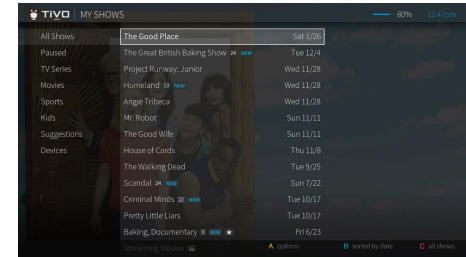 TIVO MY SHOWS 80% 12:47pm
All Shows The Good Place Sat 1/26
Paused The Great British Baking Show 24 NEW Tue 12/4
TV Series Project Runway: Junior Wed 11/28
Movies Homeland 13 NEW Wed 11/28
Sports Angie Tribeca Wed 11/28
Kids Mr. Robot Sun 11/11
Suggestions The Good Wife Sun 11/11
Devices House of Cards Thu 11/8
The Walking Dead Tue 9/25
Scandal 24 NEW Sun 7/22
Criminal Minds 22 NEW Tue 10/17
Pretty Little Liars Tue 10/17
Baking, Documentary 3 NEW Fri 6/23
Streaming Movies A options B sorted by date C all shows